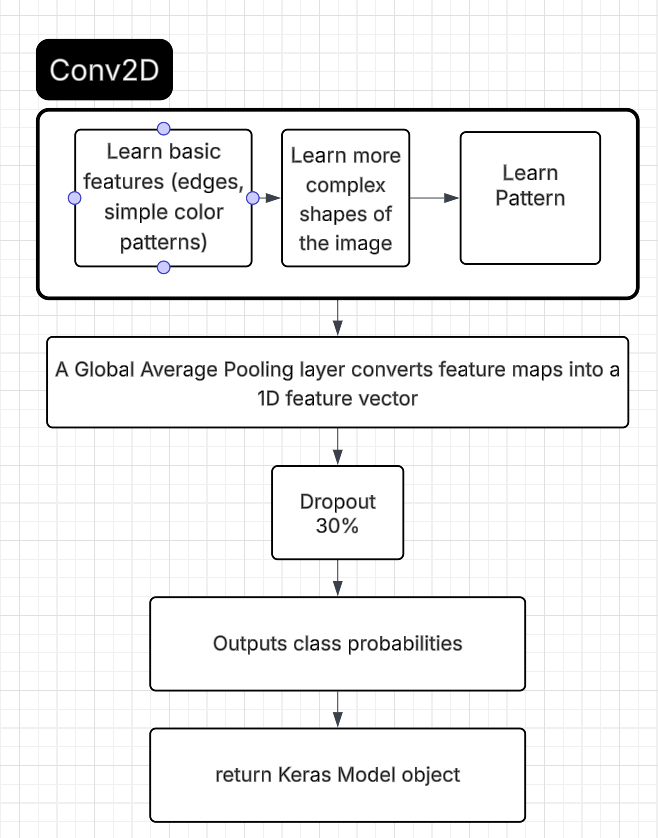 Conv2D
Learn basic
features (edges,
simple color
patterns)
Learn more
complex
shapes of
the image
Learn
Pattern
A Global Average Pooling layer converts feature maps into a
1D feature vector
Dropout
30%
Outputs class probabilities
return Keras Model object